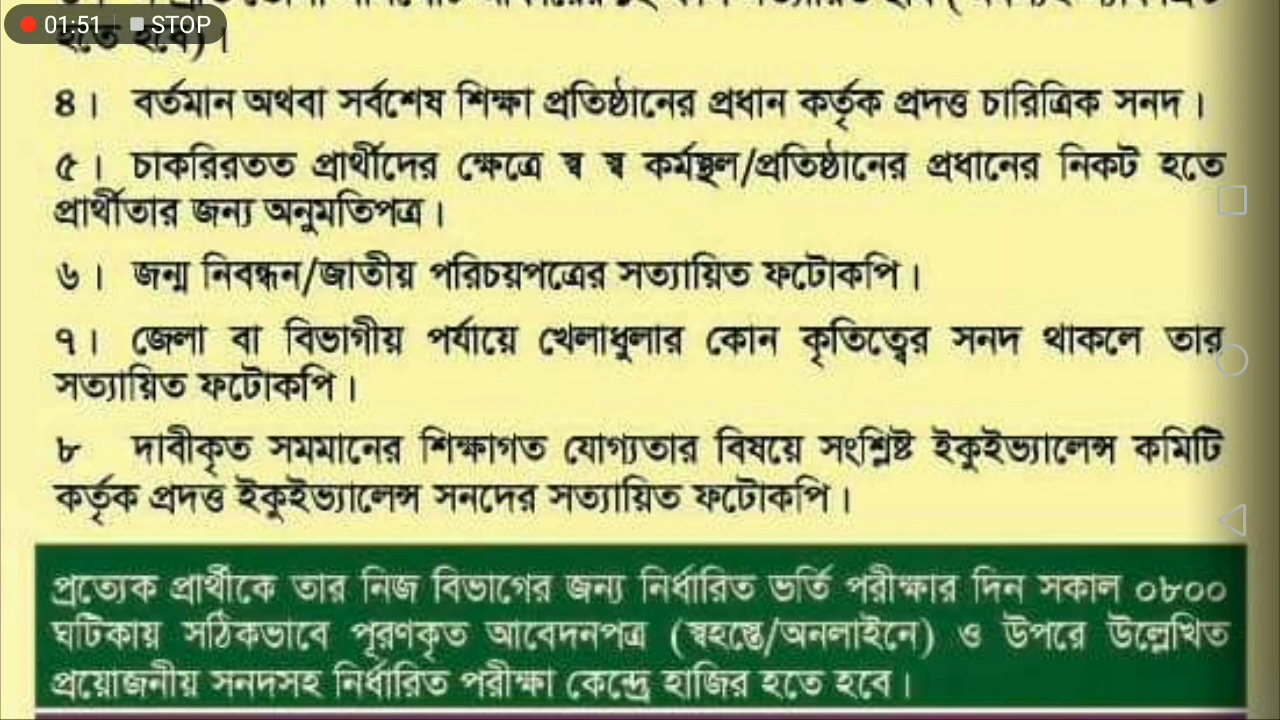 01:51 STOP
হতে হবে)।
৪। বর্তমান অথবা সর্বশেষ শিক্ষা প্রতিষ্ঠানের প্রধান কর্তৃক প্রদত্ত চারিত্রিক সনদ।
৫। চাকরিরতত প্রার্থীদের ক্ষেত্রে স্ব স্ব কর্মস্থল/প্রতিষ্ঠানের প্রধানের নিকট হতে
প্রার্থীতার জন্য অনুমতিপত্র।
৬। জন্ম নিবন্ধন/জাতীয় পরিচয়পত্রের সত্যায়িত ফটোকপি।
৭। জেলা বা বিভাগীয় পর্যায়ে খেলাধুলার কোন কৃতিত্বের সনদ থাকলে তার
সত্যায়িত ফটোকপি।
৮ দাবীকৃত সমমানের শিক্ষাগত যোগ্যতার বিষয়ে সংশ্লিষ্ট ইকুইভ্যালেন্স কমিটি
কর্তৃক প্রদত্ত ইকুইভ্যালেন্স সনদের সত্যায়িত ফটোকপি।
প্রত্যেক প্রার্থীকে তার নিজ বিভাগের জন্য নির্ধারিত ভর্তি পরীক্ষার দিন সকাল ০৮০০
ঘটিকায় সঠিকভাবে পূরণকৃত আবেদনপত্র (স্বহস্তে/অনলাইনে) ও উপরে উল্লেখিত
প্রয়োজনীয় সনদসহ নির্ধারিত পরীক্ষা কেন্দ্রে হাজির হতে হবে।